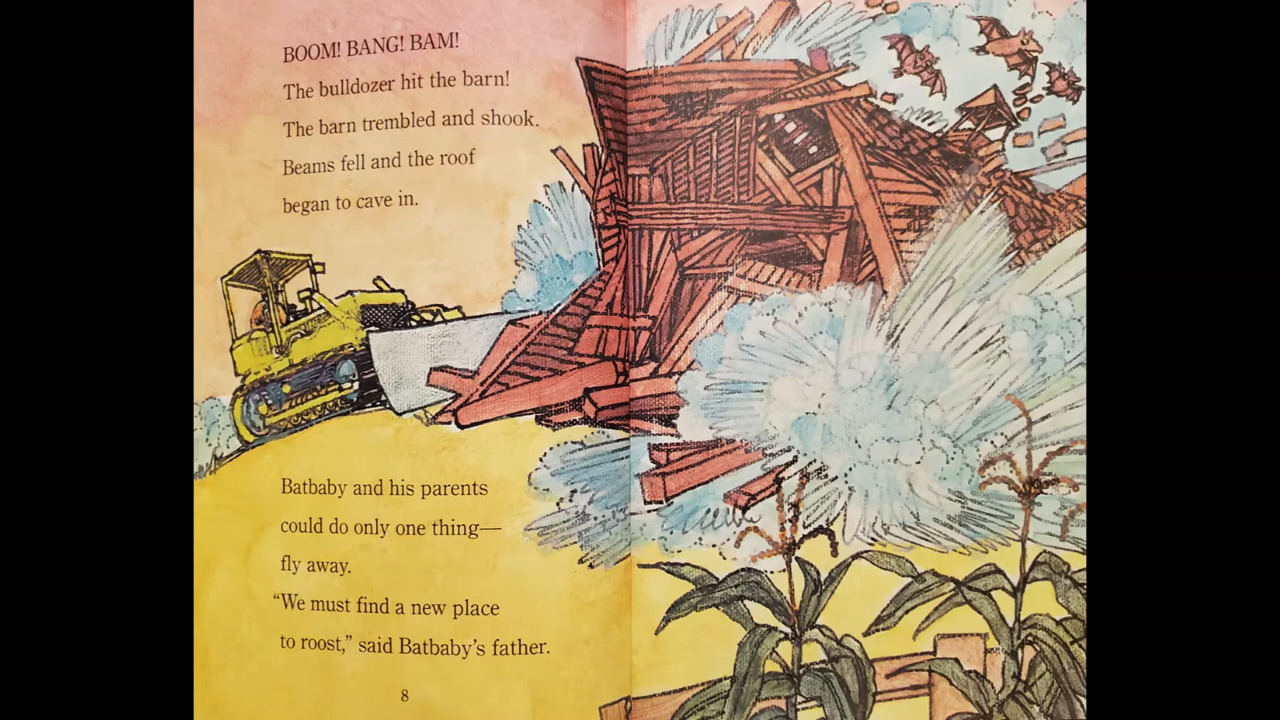 BOOM! BANG! BAM!
The bulldozer hit the barn!
The barn trembled and shook.
Beams fell and the roof
began to cave in.
Batbaby and his parents
could do only one thing—
fly away.
“We must find a new place
to roost,” said Batbaby’s father.
8